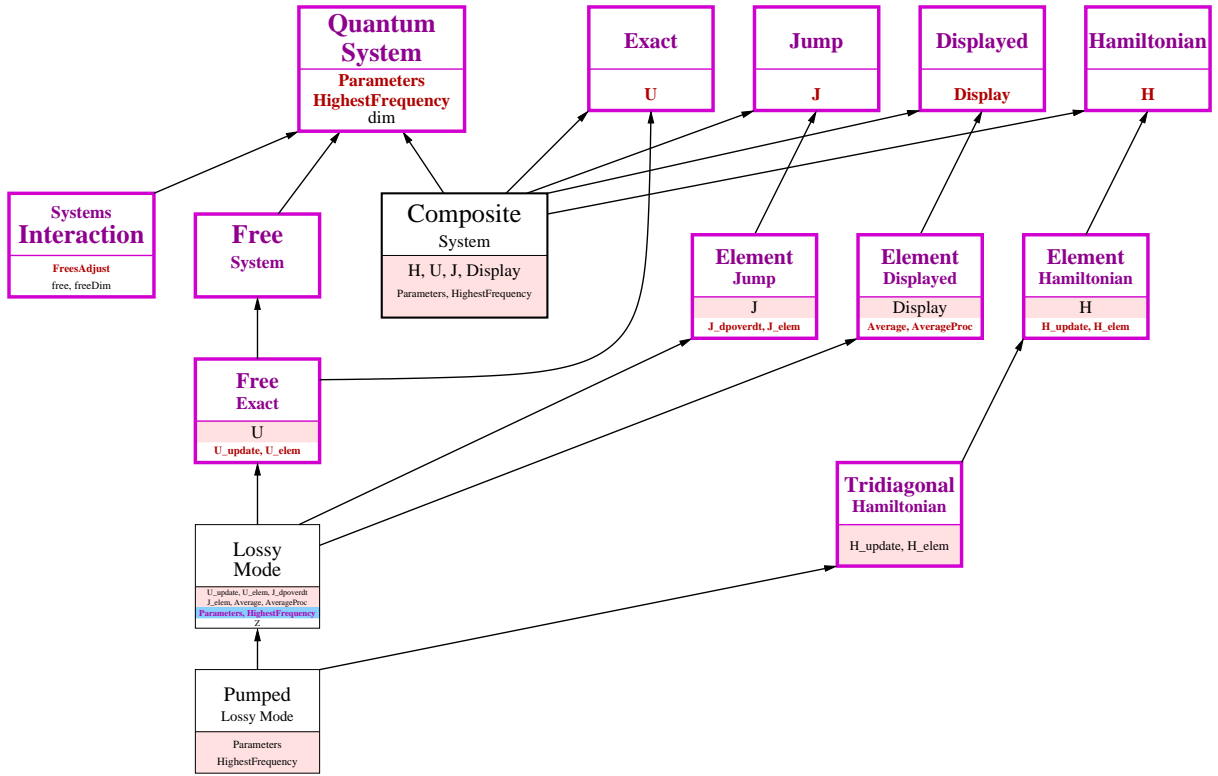 Quantum
System
Parameters
HighestFrequency
dim
Exact
U
Jump
J
Displayed
Display
Hamiltonian
H
Systems
Interaction
FreesAdjust
free, freeDim
Free
System
Composite
System
H, U, J, Display
Parameters, HighestFrequency
Element
Jump
J
J_dpoverdt, J_elem
Element
Displayed
Display
Average, AverageProc
Element
Hamiltonian
H
H_update, H_elem
Free
Exact
U
U_update, U_elem
Tridiagonal
Hamiltonian
H_update, H_elem
Lossy
Mode
U_update, U_elem, J_dpoverdt
J_elem, Average, AverageProc
Parameters, HighestFrequency
Z
Pumped
Lossy Mode
Parameters
HighestFrequency